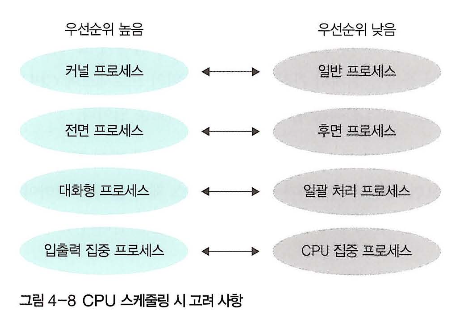 우선순위 높음 우선순위 낮음
커널 프로세스 일반 프로세스
전면 프로세스 후면 프로세스
대화형 프로세스 일괄 처리 프로세스
입출력 집중 프로세스 CPU 집중 프로세스
그림 4-8 CPU 스케줄링 시 고려 사항